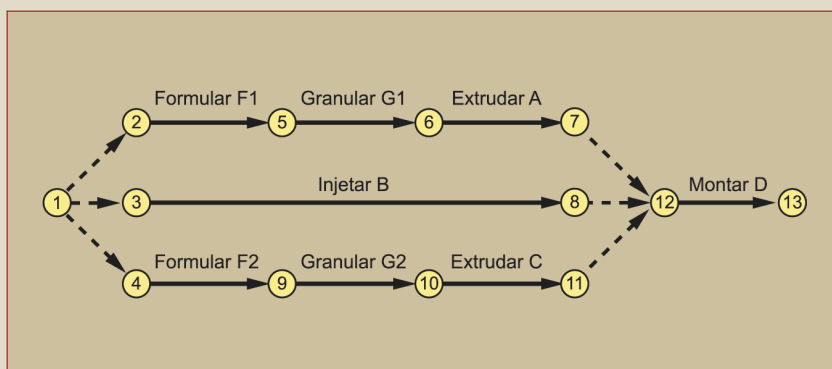 Formular F1 Granular G1 Extrudar A
2 5 6 7
Injetar B Montar D
1 3 8 12 13
Formular F2 Granular G2 Extrudar C
4 9 10 11